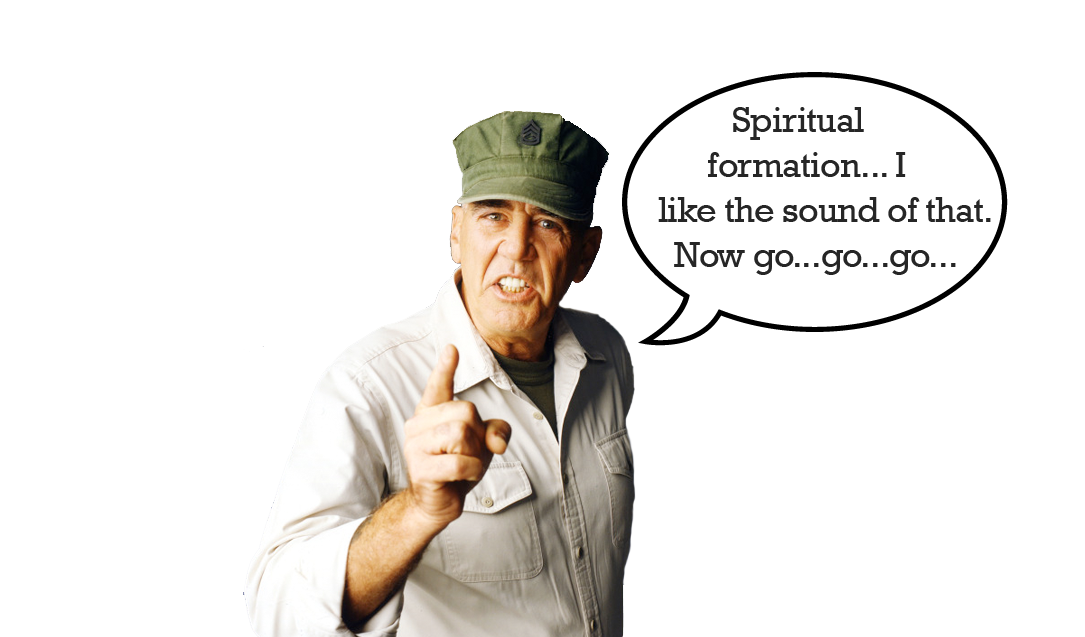 Spiritual
formation... I
like the sound of that.
Now go...go...go...